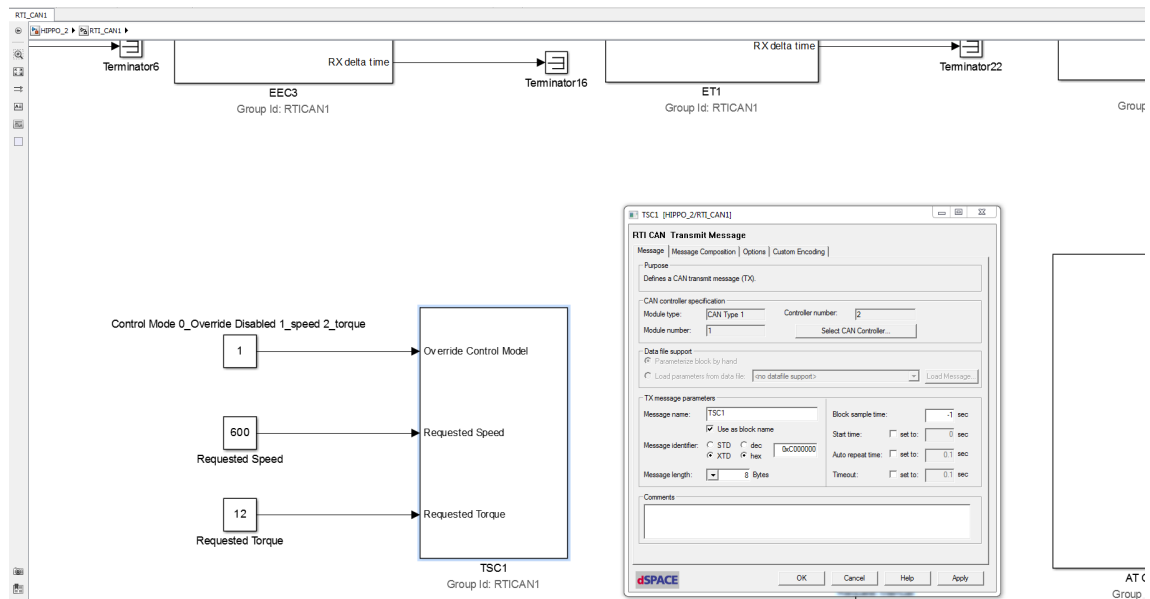 RTI_CAN1
HIPPO_2 RTI_CAN1
Terminator6
RX delta time
EEC3
Group Id: RTICAN1
Terminator16
RX delta time
ET1
Group Id: RTICAN1
Terminator22
Group
Control Mode 0_Override Disabled 1_speed 2_torque
1
Override Control Model
600
Requested Speed
Requested Speed
12
Requested Torque
Requested Torque
TSC1
Group Id: RTICAN1
TSC1 [HIPPO_2/RTI_CAN1]
RTI CAN Transmit Message
Message Message Composition Options Custom Encoding
Purpose
Defines a CAN transmit message (TX).
CAN controller specification
Module type: CAN Type 1 Controller number: 2
Module number: 1 Select CAN Controller...
Data file support
Parameterize block by hand
Load parameters from data file: <no datafile support> Load Message...
TX message parameters
Message name: TSC1 Block sample time: -1 sec
Use as block name Start time: set to: 0 sec
Message identifier: STD dec 0xC000000
XTD hex Auto repeat time: set to: 0.1 sec
Message length: 8 Bytes Timeout: set to: 0.1 sec
Comments
dSPACE OK Cancel Help Apply
AT C
Group